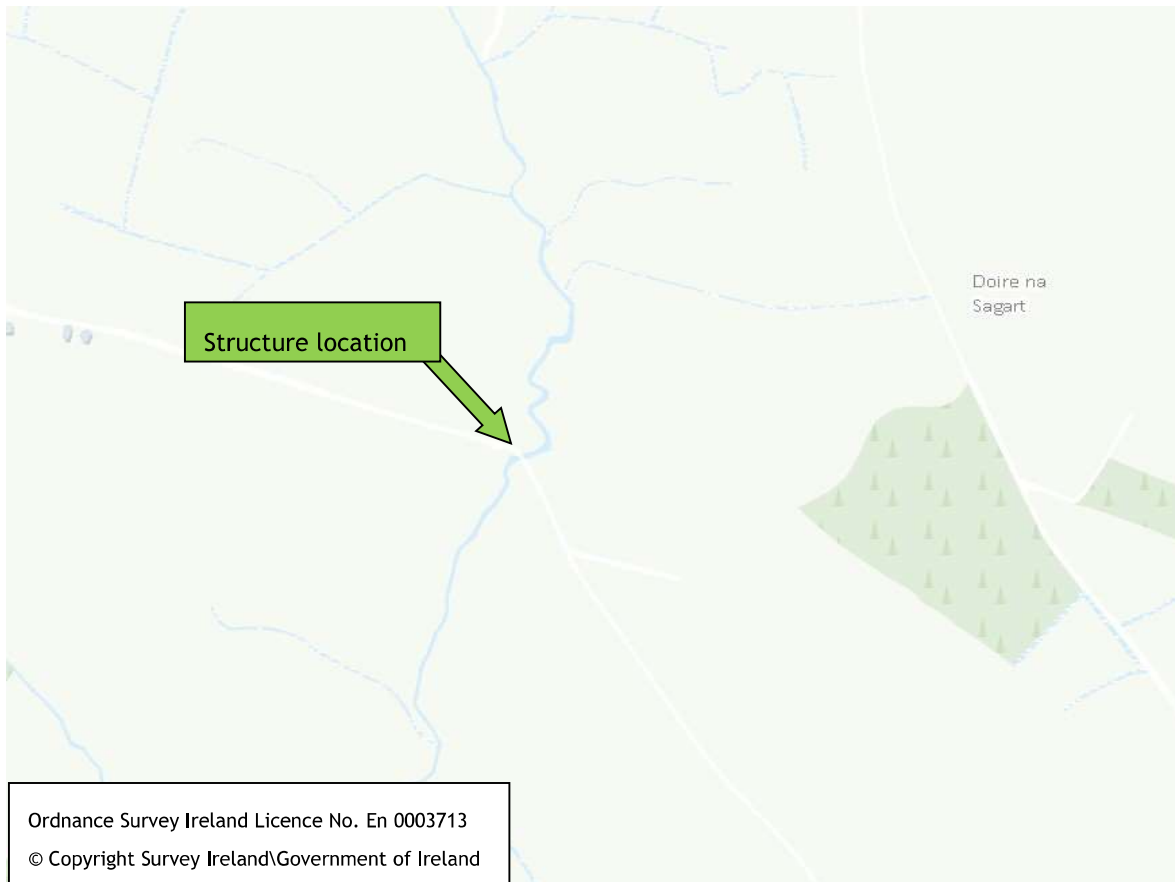 Doire na
Sagart
Structure location
Ordnance Survey Ireland Licence No. En 0003713
© Copyright Survey Ireland\Government of Ireland